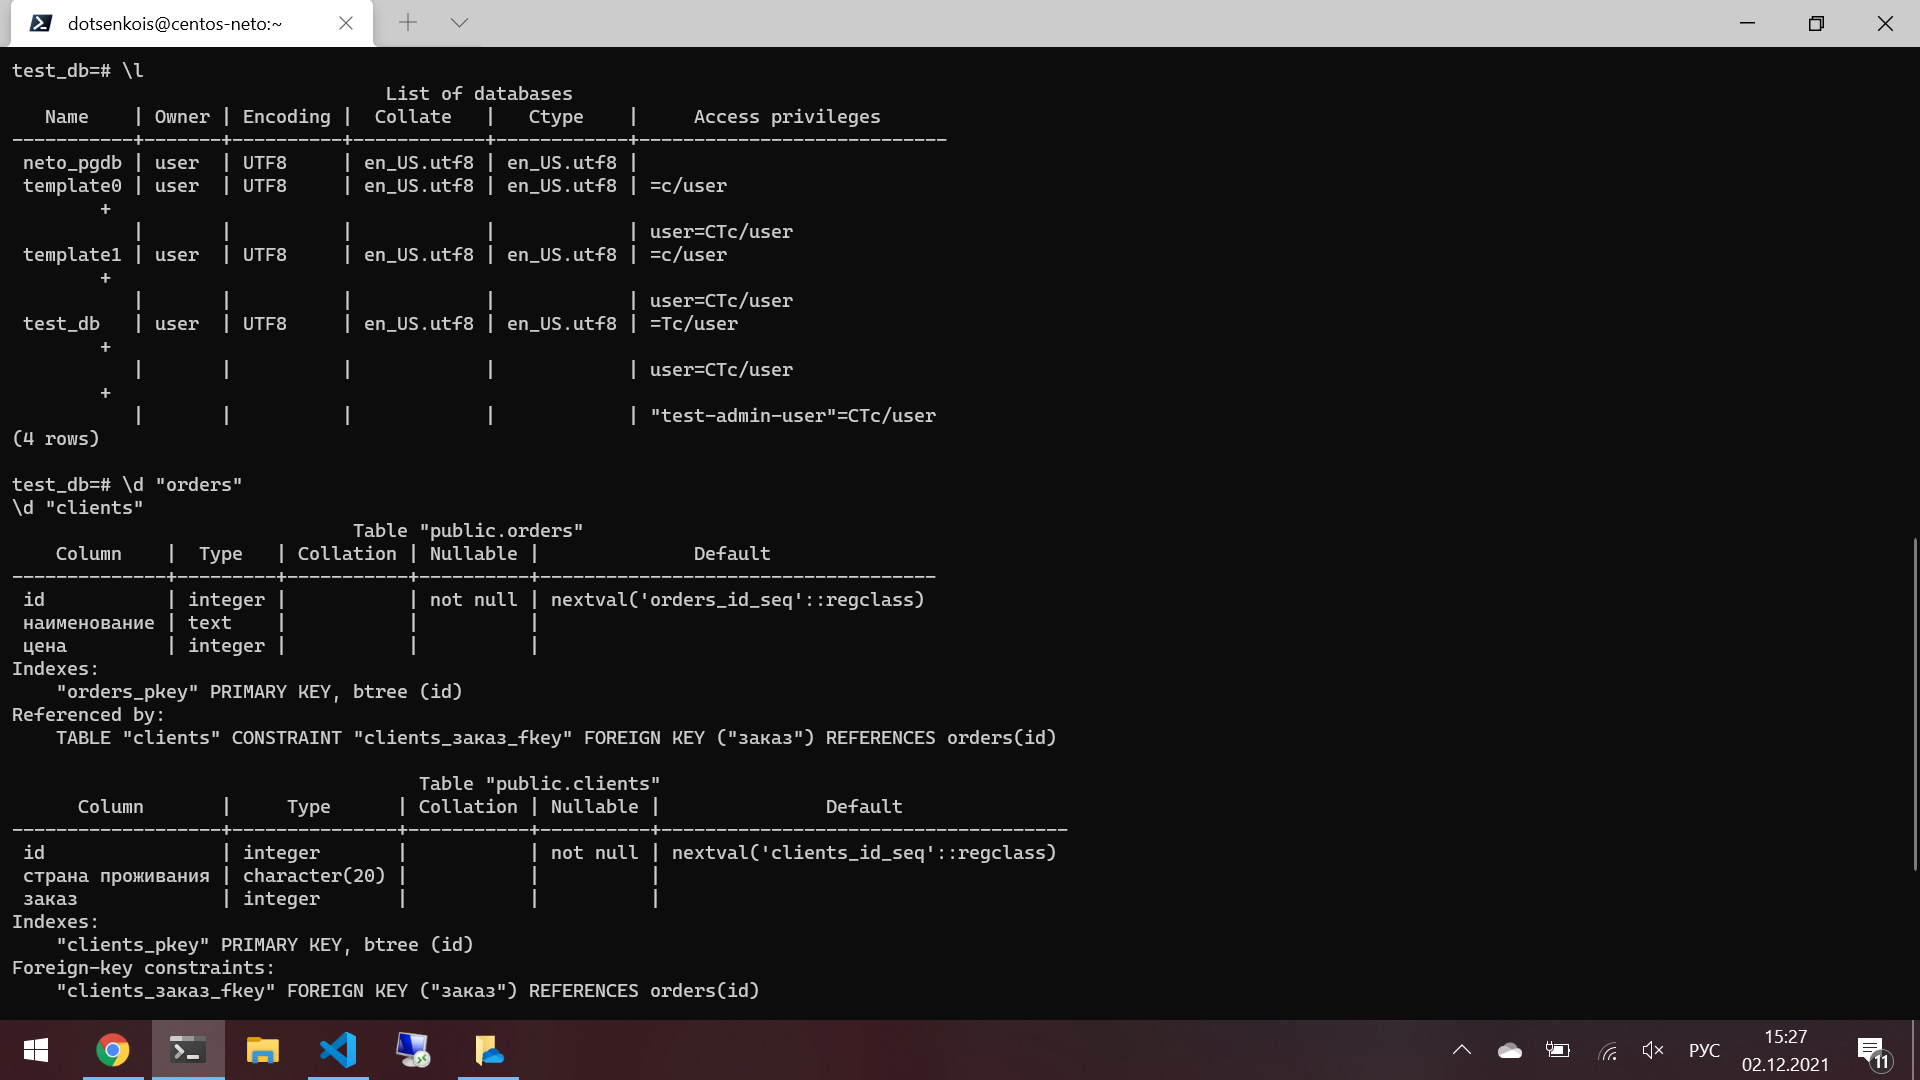 dotsenkois@centos-neto:~
test_db=# \l
                                  List of databases
   Name    | Owner | Encoding |  Collate   |   Ctype    |     Access privileges
-----------+-------+----------+------------+------------+----------------------------
 neto_pgdb | user  | UTF8     | en_US.utf8 | en_US.utf8 |
 template0 | user  | UTF8     | en_US.utf8 | en_US.utf8 | =c/user
        +
           |       |          |            |            | user=CTc/user
 template1 | user  | UTF8     | en_US.utf8 | en_US.utf8 | =c/user
        +
           |       |          |            |            | user=CTc/user
 test_db   | user  | UTF8     | en_US.utf8 | en_US.utf8 | =Tc/user
        +
           |       |          |            |            | user=CTc/user
        +
           |       |          |            |            | "test-admin-user"=CTc/user
(4 rows)
test_db=# \d "orders"
\d "clients"
                               Table "public.orders"
    Column    |  Type   | Collation | Nullable |              Default
--------------+---------+-----------+----------+------------------------------------
 id           | integer |           | not null | nextval('orders_id_seq'::regclass)
 наименование | text    |           |          |
 цена         | integer |           |          |
Indexes:
    "orders_pkey" PRIMARY KEY, btree (id)
Referenced by:
    TABLE "clients" CONSTRAINT "clients_заказ_fkey" FOREIGN KEY ("заказ") REFERENCES orders(id)
                                     Table "public.clients"
      Column       |     Type      | Collation | Nullable |               Default
-------------------+---------------+-----------+----------+-------------------------------------
 id                | integer       |           | not null | nextval('clients_id_seq'::regclass)
 страна проживания | character(20) |           |          |
 заказ             | integer       |           |          |
Indexes:
    "clients_pkey" PRIMARY KEY, btree (id)
Foreign-key constraints:
    "clients_заказ_fkey" FOREIGN KEY ("заказ") REFERENCES orders(id)
РУС
15:27
02.12.2021
11